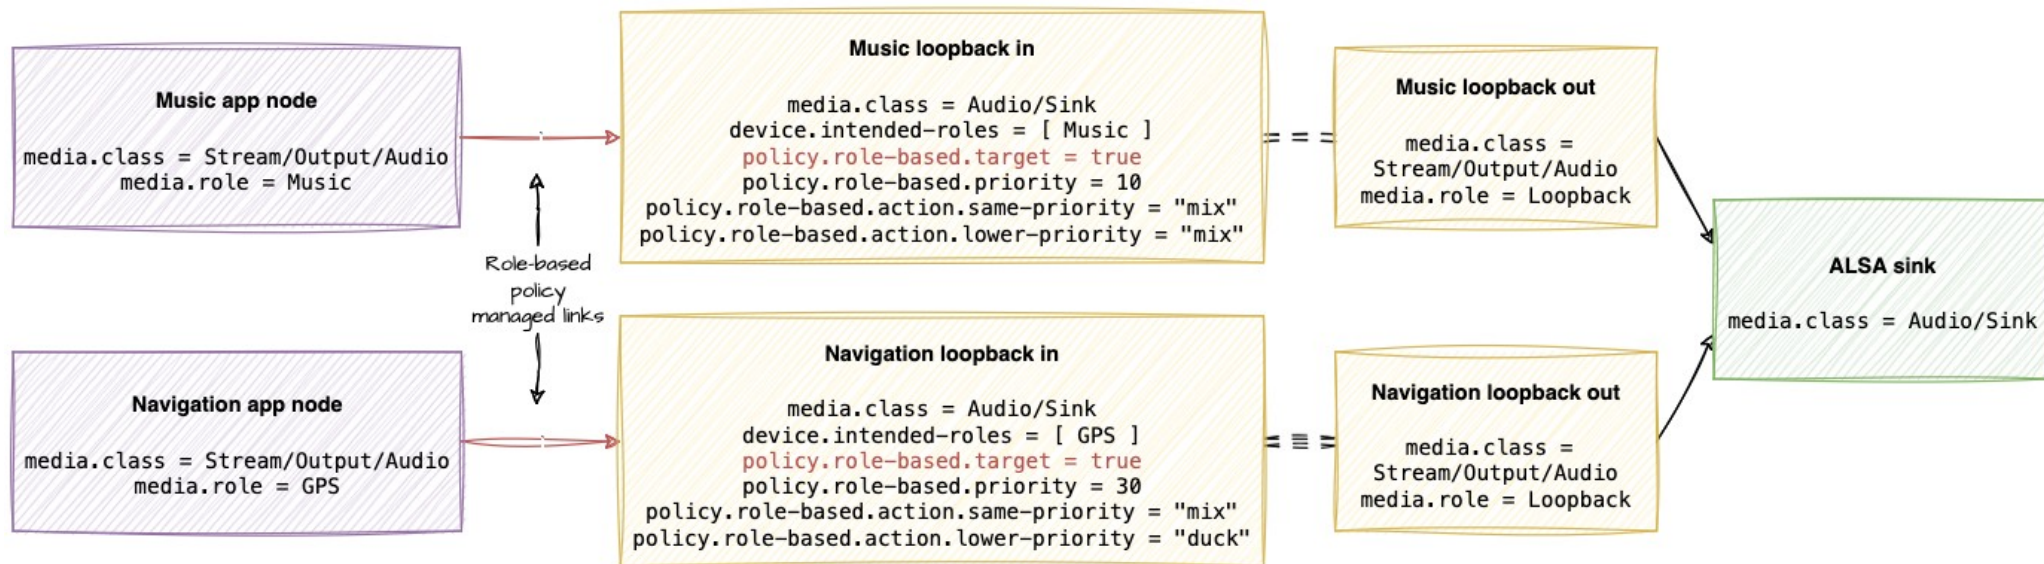 Music app node
media.class = Stream/Output/Audio
media.role = Music
Music loopback in
media.class = Audio/Sink
device.intended-roles = [ Music ]
policy.role-based.target = true
policy.role-based.priority = 10
policy.role-based.action.same-priority = "mix"
policy.role-based.action.lower-priority = "mix"
Music loopback out
media.class =
Stream/Output/Audio
media.role = Loopback
Role-based
policy
managed links
ALSA sink
media.class = Audio/Sink
Navigation app node
media.class = Stream/Output/Audio
media.role = GPS
Navigation loopback in
media.class = Audio/Sink
device.intended-roles = [ GPS ]
policy.role-based.target = true
policy.role-based.priority = 30
policy.role-based.action.same-priority = "mix"
policy.role-based.action.lower-priority = "duck"
Navigation loopback out
media.class =
Stream/Output/Audio
media.role = Loopback